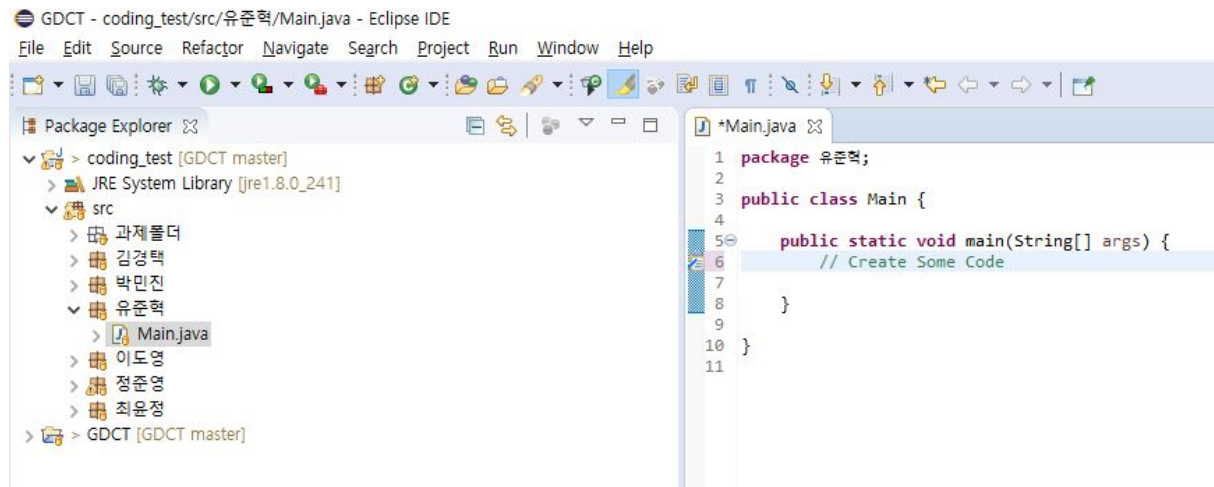 GDCT - coding_test/src/유준혁/Main.java - Eclipse IDE
File Edit Source Refactor Navigate Search Project Run Window Help
Package Explorer
> coding_test [GDCT master]
JRE System Library [jre1.8.0_241]
src
과제폴더
김경택
박민진
유준혁
Main.java
이도영
정준영
최윤정
> GDCT [GDCT master]
*Main.java
1 package 유준혁;
2
3 public class Main {
4
5 public static void main(String[] args) {
6 // Create Some Code
7
8 }
9
10 }
11